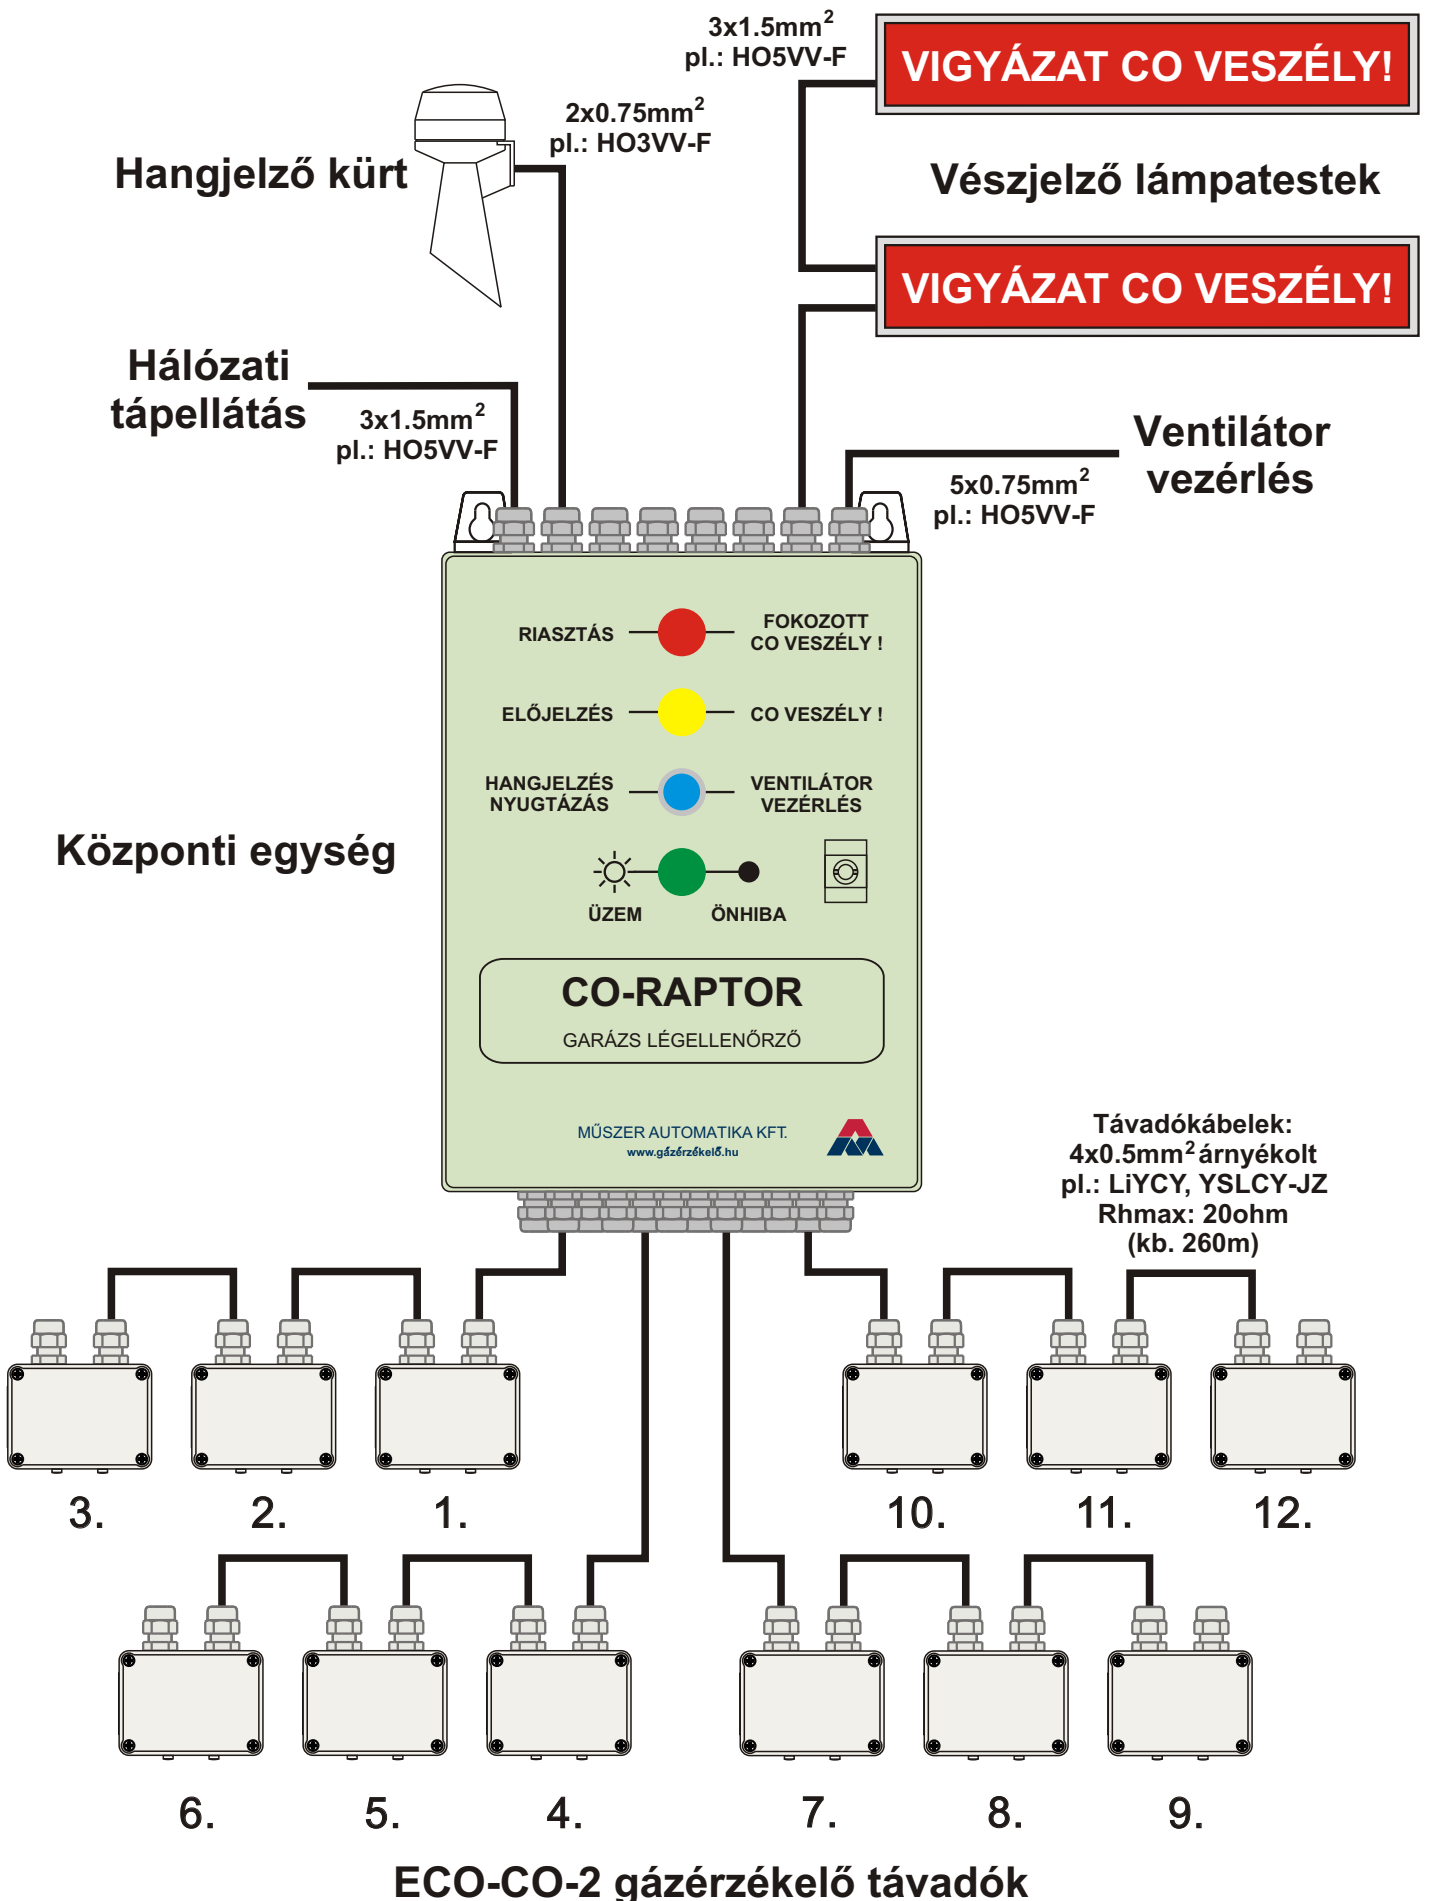 3x1.5mm²
pl.: HO5VV-F
VIGYÁZAT CO VESZÉLY!
2x0.75mm²
pl.: HO3VV-F
Hangjelző kürt
Vészjelző lámpatestek
VIGYÁZAT CO VESZÉLY!
Hálózati
tápellátás
3x1.5mm²
pl.: HO5VV-F
Ventilátor
vezérlés
5x0.75mm²
pl.: HO5VV-F
RIASZTÁS
FOKOZOTT
CO VESZÉLY !
ELŐJELZÉS
CO VESZÉLY !
HANGJELZÉS
NYUGTÁZÁS
VENTILÁTOR
VEZÉRLÉS
Központi egység
ÜZEM
ÖNHIBA
CO-RAPTOR
GARÁZS LÉGELLENŐRZŐ
MŰSZER AUTOMATIKA KFT.
www.gázérzékelő.hu
Távadókábelek:
4x0.5mm² árnyékolt
pl.: LiYCY, YSLCY-JZ
Rhmax: 20ohm
(kb. 260m)
3.
2.
1.
10.
11.
12.
6.
5.
4.
7.
8.
9.
ECO-CO-2 gázérzékelő távadók